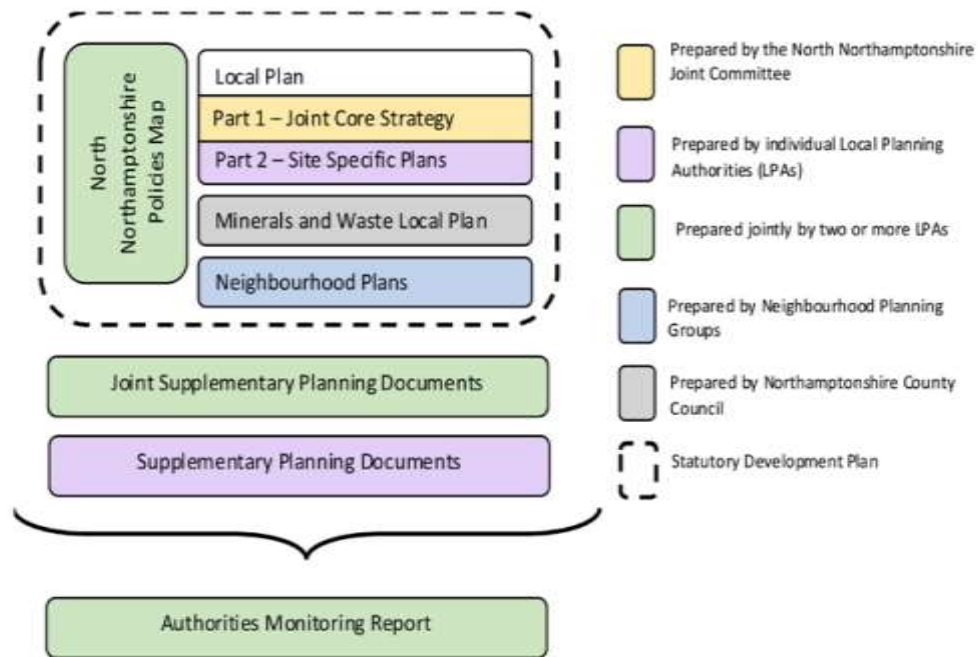 North
Northamptonshire
Policies Map
Local Plan
Part 1 – Joint Core Strategy
Part 2 – Site Specific Plans
Minerals and Waste Local Plan
Neighbourhood Plans
Joint Supplementary Planning Documents
Supplementary Planning Documents
Authorities Monitoring Report
Prepared by the North Northamptonshire
Joint Committee
Prepared by individual Local Planning
Authorities (LPAs)
Prepared jointly by two or more LPAs
Prepared by Neighbourhood Planning
Groups
Prepared by Northamptonshire County
Council
Statutory Development Plan